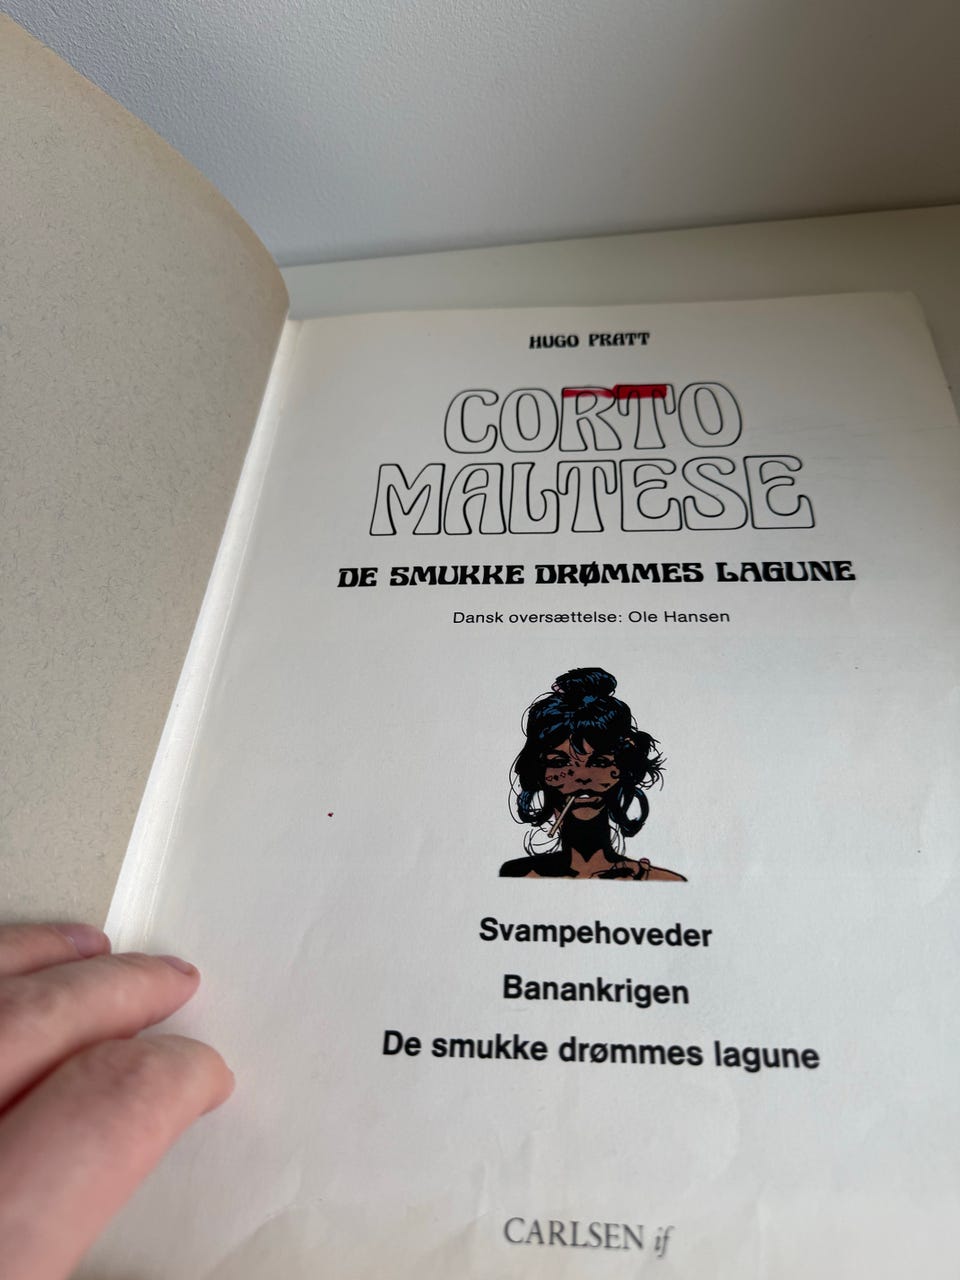 HUGO PRATT
CORTO
MALTESE
DE SMUKKE DRØMMES LAGUNE
Dansk oversættelse: Ole Hansen
Svampehoveder
Banankrigen
De smukke drømmes lagune
CARLSEN if